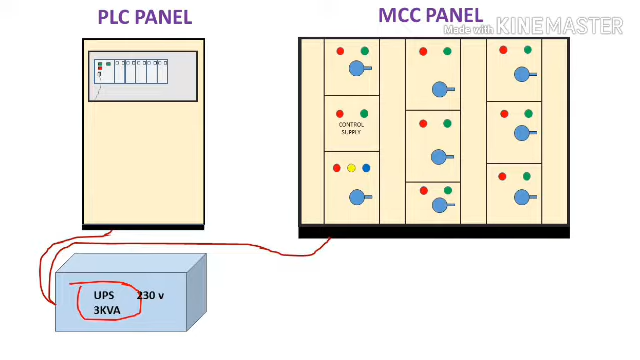 PLC PANEL
MCC PANEL
Made with KINEMASTER
CONTROL
SUPPLY
UPS 230 v
3KVA